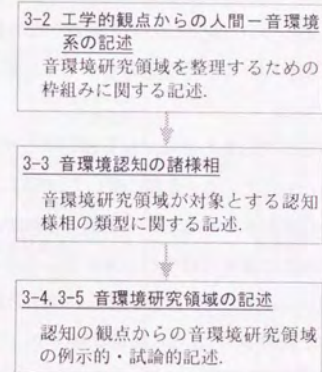 3-2 工学的観点からの人間－音環境
系の記述
音環境研究領域を整理するための
枠組みに関する記述.
3-3 音環境認知の諸様相
音環境研究領域が対象とする認知
様相の類型に関する記述.
3-4, 3-5 音環境研究領域の記述
認知の観点からの音環境研究領域
の例示的・試論的記述.